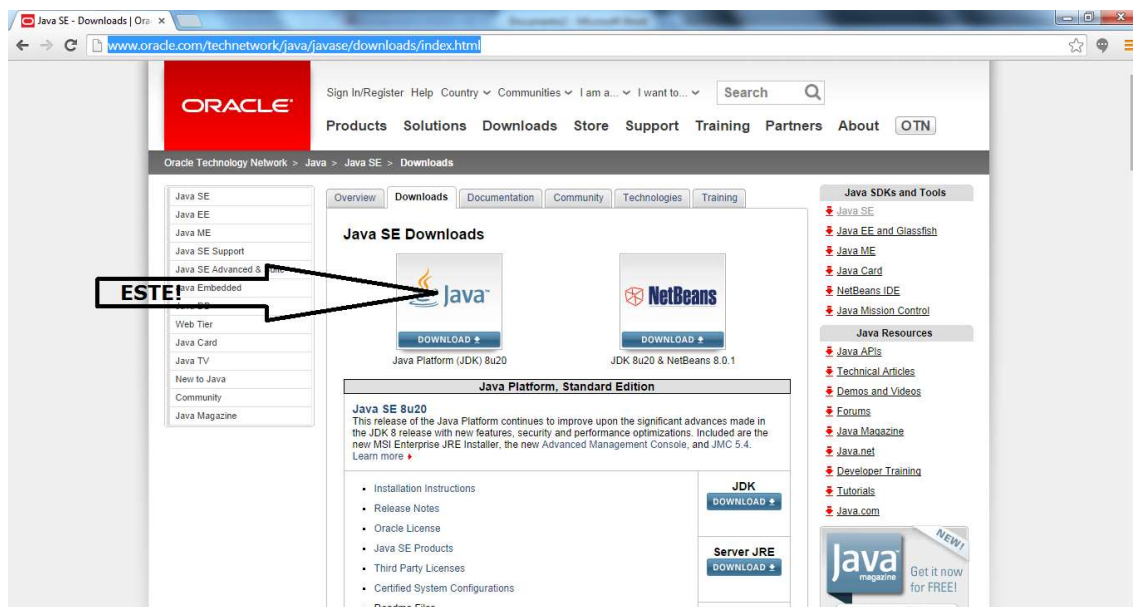 Java SE - Downloads | Ora
www.oracle.com/technetwork/java/javase/downloads/index.html
ORACLE
Sign In/Register Help Country Communities I am a... I want to... Search
Products Solutions Downloads Store Support Training Partners About OTN
Oracle Technology Network > Java > Java SE > Downloads
Java SE
Java EE
Java ME
Java SE Support
Java SE Advanced &
Java Embedded
Web Tier
Java Card
Java TV
New to Java
Community
Java Magazine
ESTE!
Overview Downloads Documentation Community Technologies Training
Java SE Downloads
Java
DOWNLOAD
Java Platform (JDK) 8u20
NetBeans
DOWNLOAD
JDK 8u20 & NetBeans 8.0.1
Java Platform, Standard Edition
Java SE 8u20
This release of the Java Platform continues to improve upon the significant advances made in
the JDK 8 release with new features, security and performance optimizations. Included are the
new MSI Enterprise JRE Installer, the new Advanced Management Console, and JMC 5.4.
Learn more
Installation Instructions
Release Notes
Oracle License
Java SE Products
Third Party Licenses
Certified System Configurations
Readme Files
JDK
DOWNLOAD
Server JRE
DOWNLOAD
Java SDKs and Tools
Java SE
Java EE and Glassfish
Java ME
Java Card
NetBeans IDE
Java Mission Control
Java Resources
Java APIs
Technical Articles
Demos and Videos
Forums
Java Magazine
Java.net
Developer Training
Tutorials
Java.com
NEW!
Java
magazine
Get it now
for FREE!